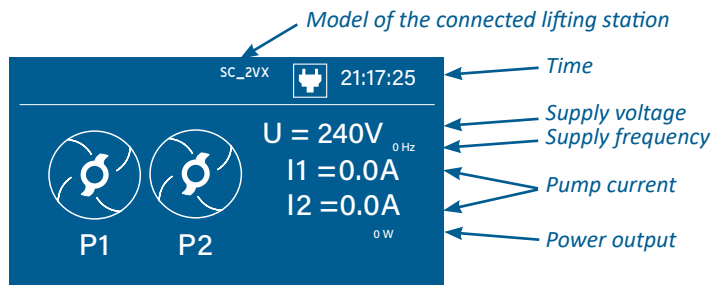 Model of the connected lifting station
SC_2VX
21:17:25
Time
U = 240V
Supply voltage
0 Hz
Supply frequency
I1 =0.0A
I2 =0.0A
Pump current
0 W
Power output
P1
P2